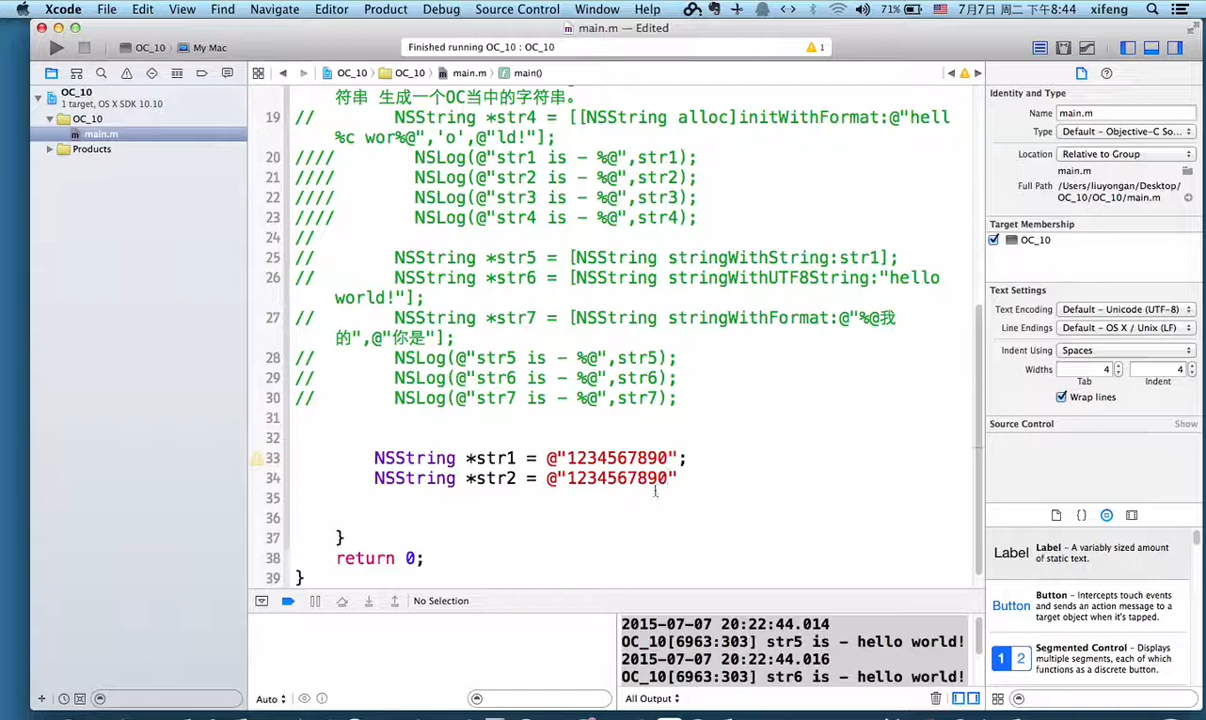 Xcode File Edit View Find Navigate Editor Product Debug Source Control Window Help 71% 7月7日 周二 下午8:44 xifeng
main.m — Edited
OC_10 My Mac
Finished running OC_10 : OC_10
1
OC_10 OC_10 main.m main()
OC_10
1 target, OS X SDK 10.10
OC_10
main.m
Products
符串 生成一个OC当中的字符串。
19 // NSString *str4 = [[NSString alloc]initWithFormat:@"hell
%c wor%@",'o',@"ld!"];
20 //// NSLog(@"str1 is - %@",str1);
21 //// NSLog(@"str2 is - %@",str2);
22 //// NSLog(@"str3 is - %@",str3);
23 //// NSLog(@"str4 is - %@",str4);
24 //
25 // NSString *str5 = [NSString stringWithString:str1];
26 // NSString *str6 = [NSString stringWithUTF8String:"hello
world!"];
27 // NSString *str7 = [NSString stringWithFormat:@"%@我
的",@"你是"];
28 // NSLog(@"str5 is - %@",str5);
29 // NSLog(@"str6 is - %@",str6);
30 // NSLog(@"str7 is - %@",str7);
31
32
33 NSString *str1 = @"1234567890";
34 NSString *str2 = @"1234567890"
35
36
37 }
38 return 0;
39 }
No Selection
2015-07-07 20:22:44.014
OC_10[6963:303] str5 is - hello world!
2015-07-07 20:22:44.016
OC_10[6963:303] str6 is - hello world!
Auto
All Output
Identity and Type
Name main.m
Type Default - Objective-C So...
Location Relative to Group
main.m
Full Path /Users/liuyongan/Desktop/
OC_10/OC_10/main.m
Target Membership
OC_10
Text Settings
Text Encoding Default - Unicode (UTF-8)
Line Endings Default - OS X / Unix (LF)
Indent Using Spaces
Widths 4 4
Tab Indent
Wrap lines
Source Control Show
Label Label - A variably sized amount
of static text.
Button Button - Intercepts touch events
and sends an action message to a
target object when it's tapped.
1 2 Segmented Control - Displays
multiple segments, each of which
functions as a discrete button.